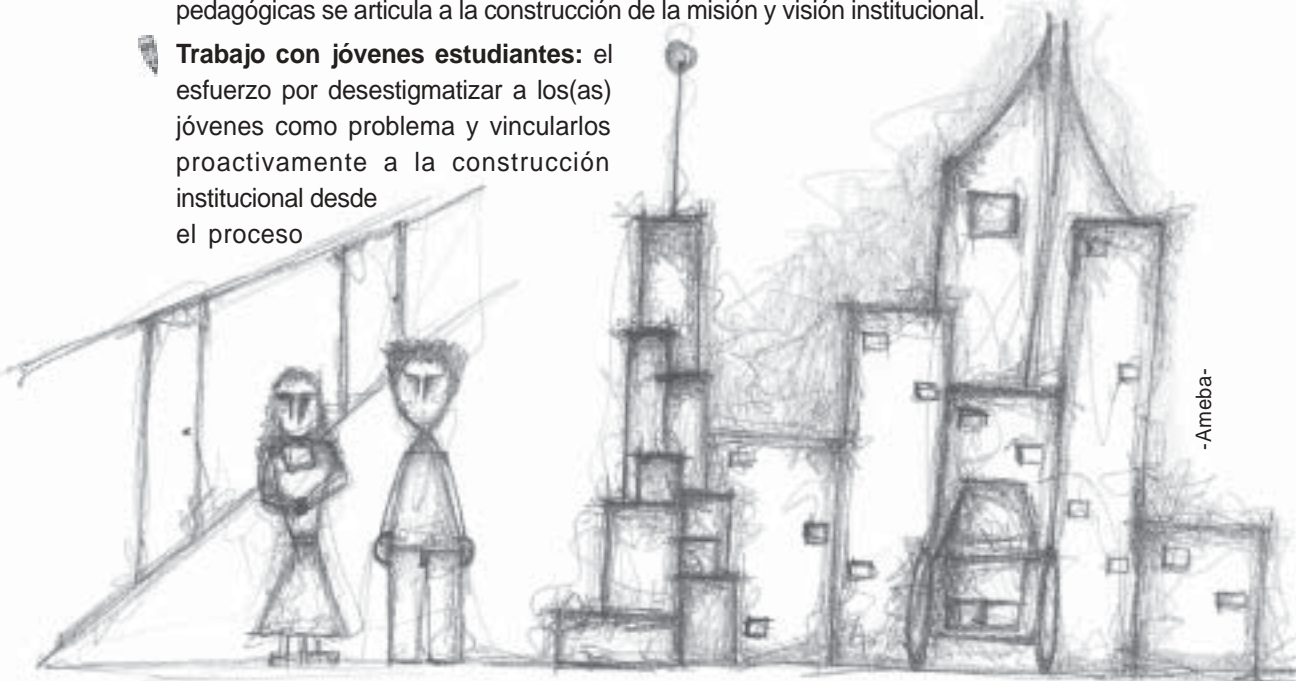 pedagógicas se articula a la construcción de la misión y visión institucional.
Trabajo con jóvenes estudiantes: el
esfuerzo por desestigmatizar a los(as)
jóvenes como problema y vincularlos
proactivamente a la construcción
institucional desde
el proceso
-Ameba-